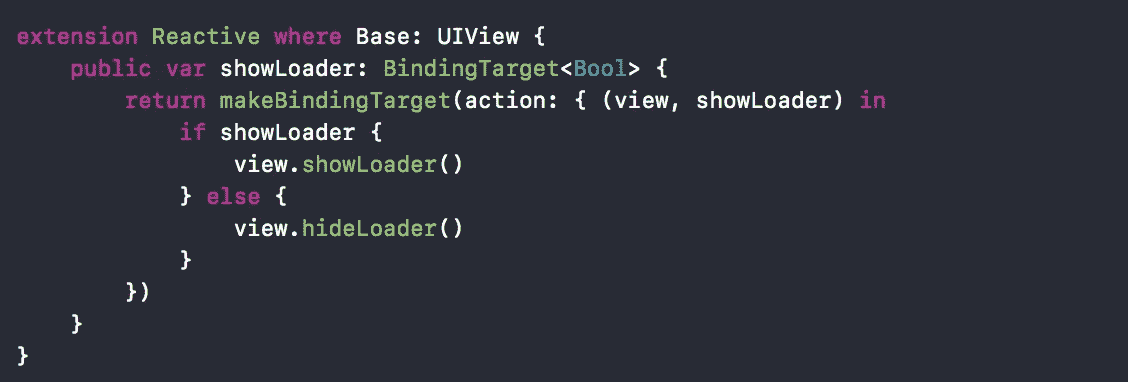 extension Reactive where Base: UIView {
    public var showLoader: BindingTarget<Bool> {
        return makeBindingTarget(action: { (view, showLoader) in
            if showLoader {
                view.showLoader()
            } else {
                view.hideLoader()
            }
        })
    }
}